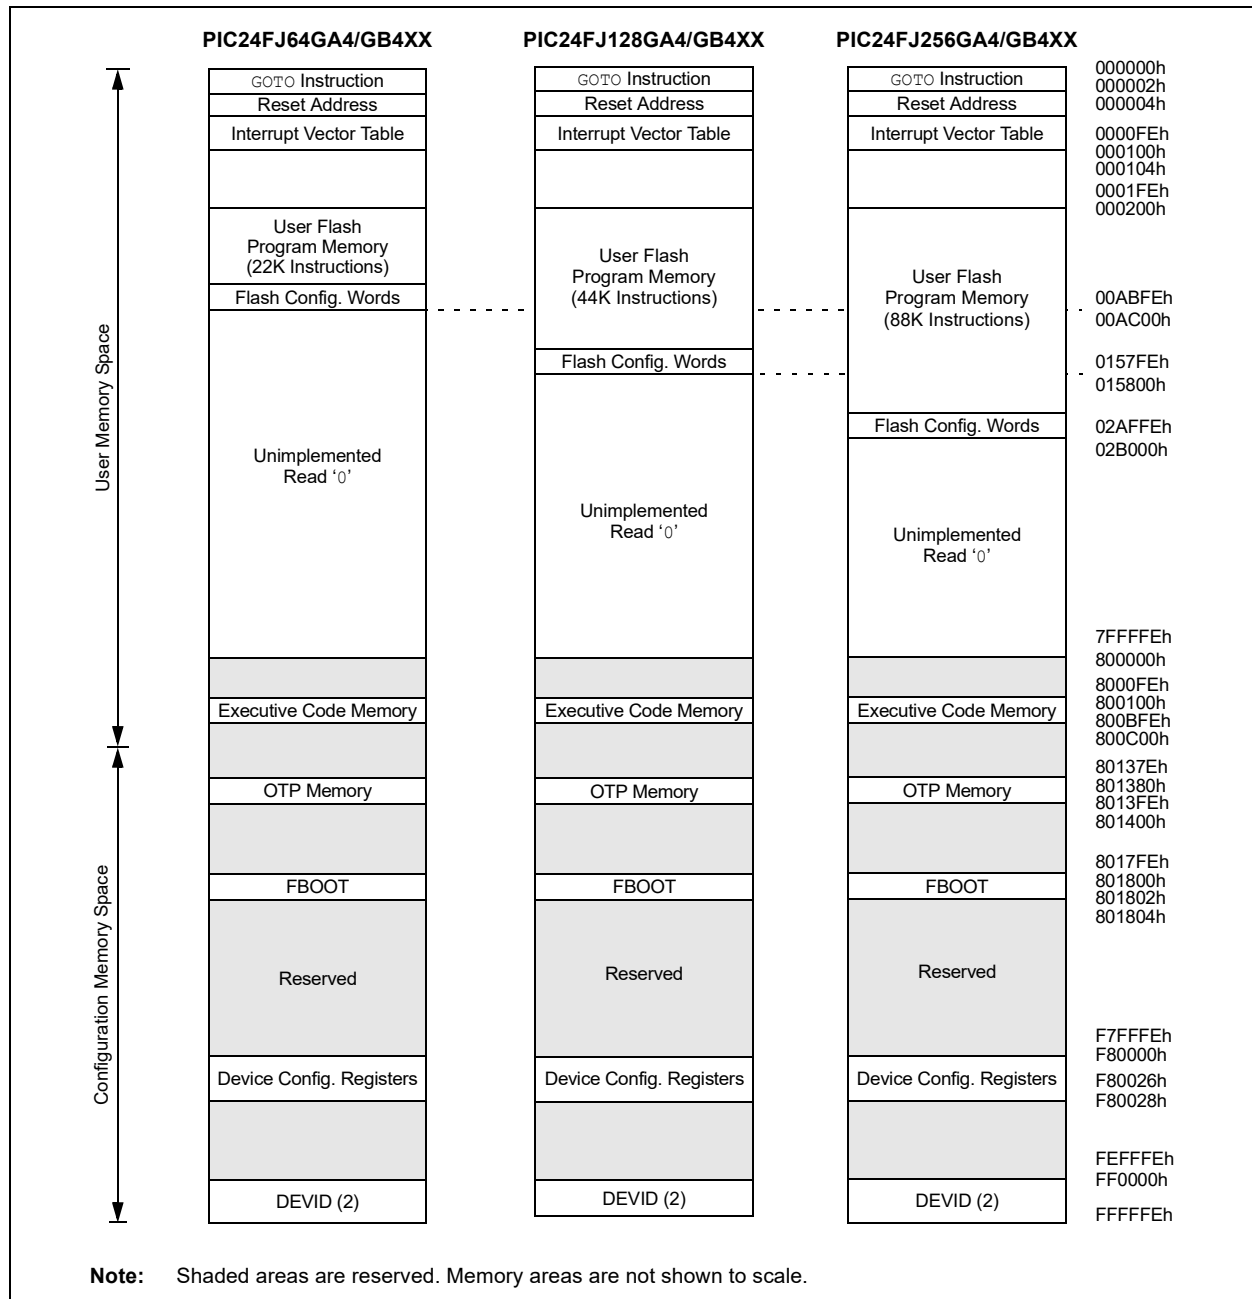 PIC24FJ64GA4/GB4XX
PIC24FJ128GA4/GB4XX
PIC24FJ256GA4/GB4XX
User Memory Space
Configuration Memory Space
GOTO Instruction
Reset Address
Interrupt Vector Table
User Flash
Program Memory
(22K Instructions)
Flash Config. Words
Unimplemented
Read ‘0’
Executive Code Memory
OTP Memory
FBOOT
Reserved
Device Config. Registers
DEVID (2)
GOTO Instruction
Reset Address
Interrupt Vector Table
User Flash
Program Memory
(44K Instructions)
Flash Config. Words
Unimplemented
Read ‘0’
Executive Code Memory
OTP Memory
FBOOT
Reserved
Device Config. Registers
DEVID (2)
GOTO Instruction
Reset Address
Interrupt Vector Table
User Flash
Program Memory
(88K Instructions)
Flash Config. Words
Unimplemented
Read ‘0’
Executive Code Memory
OTP Memory
FBOOT
Reserved
Device Config. Registers
DEVID (2)
000000h
000002h
000004h
0000FEh
000100h
000104h
0001FEh
000200h
00ABFEh
00AC00h
0157FEh
015800h
02AFFEh
02B000h
7FFFFEh
800000h
8000FEh
800100h
800BFEh
800C00h
80137Eh
801380h
8013FEh
801400h
8017FEh
801800h
801802h
801804h
F7FFFEh
F80000h
F80026h
F80028h
FEFFFEh
FF0000h
FFFFFEh
Note: Shaded areas are reserved. Memory areas are not shown to scale.